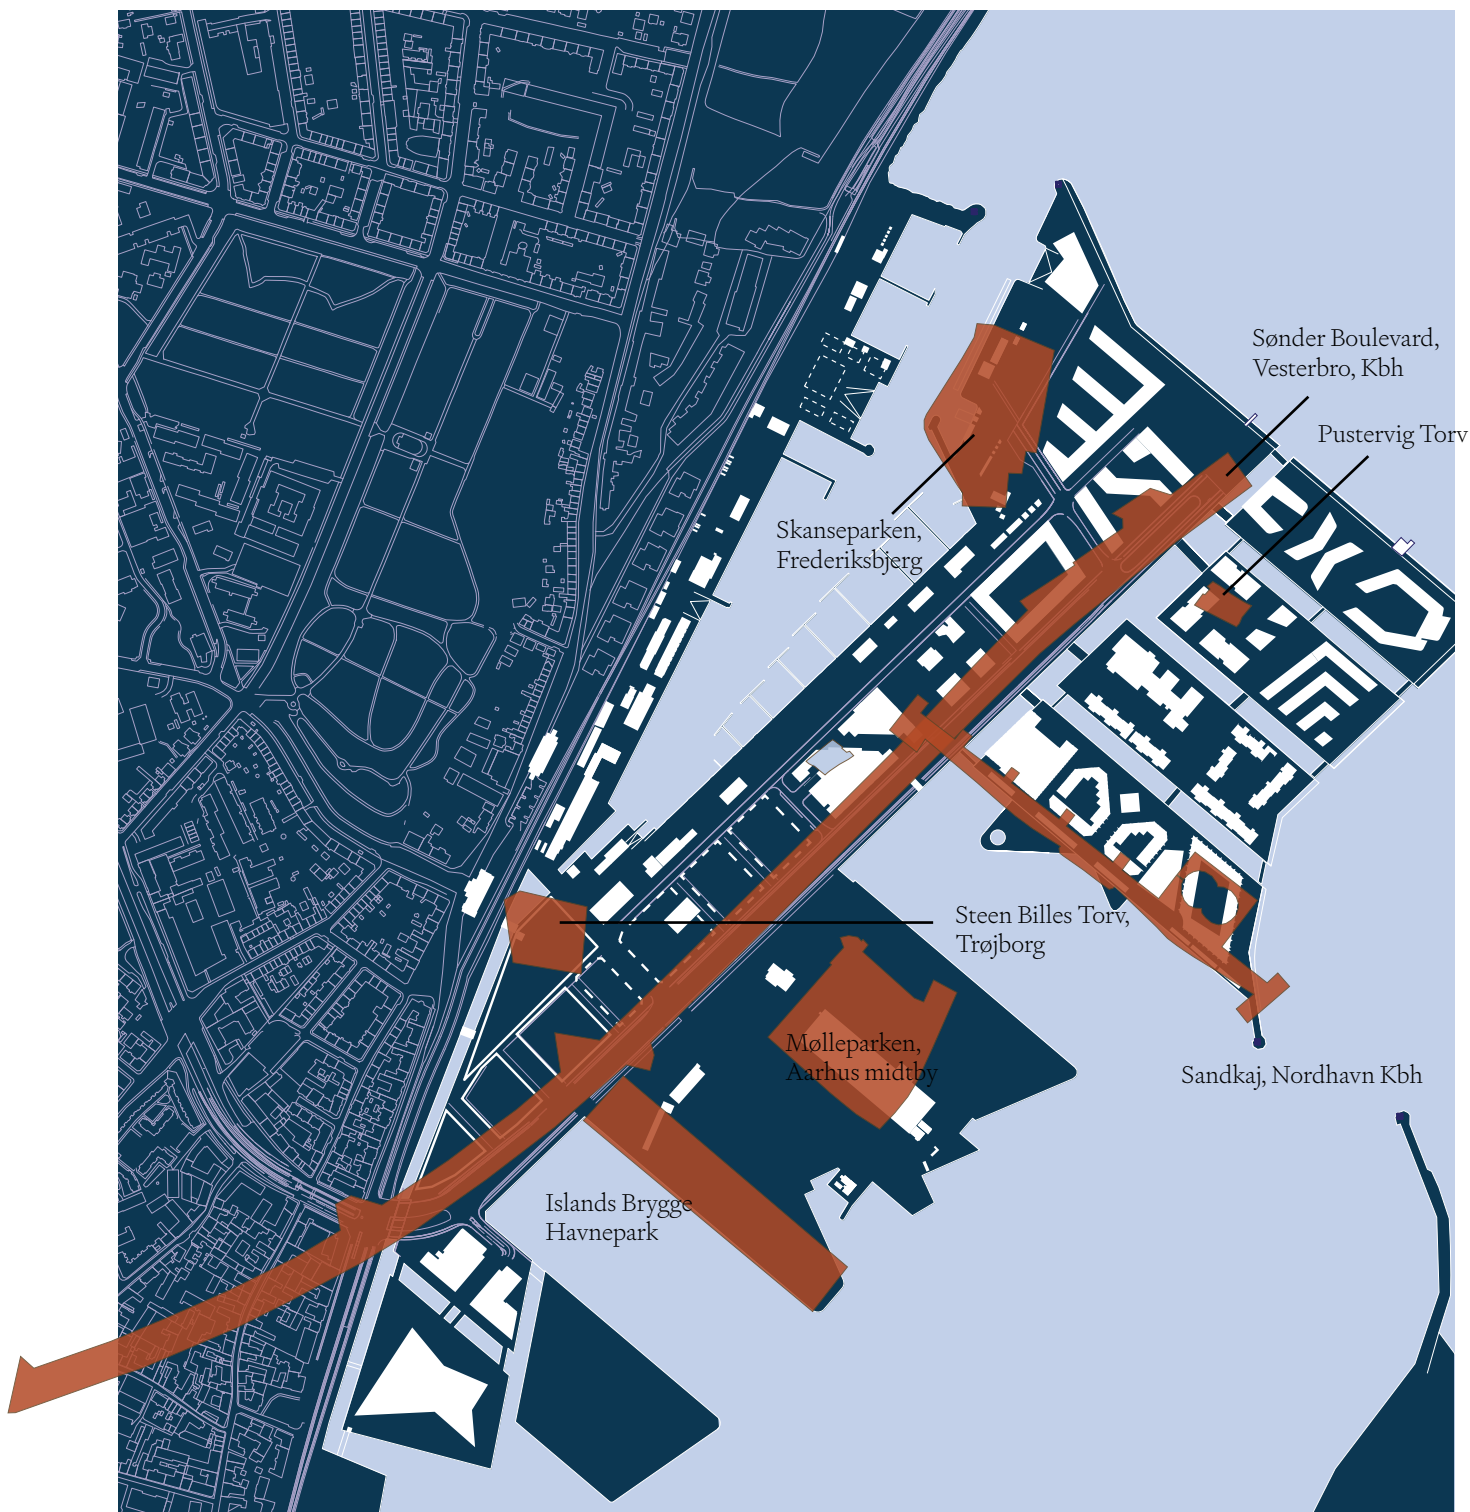 Sønder Boulevard,
Vesterbro, Kbh
Pustervig Torv
Skanseparken,
Frederiksbjerg
Steen Billes Torv,
Trøjborg
Mølleparken,
Aarhus midtby
Sandkaj, Nordhavn Kbh
Islands Brygge
Havnepark